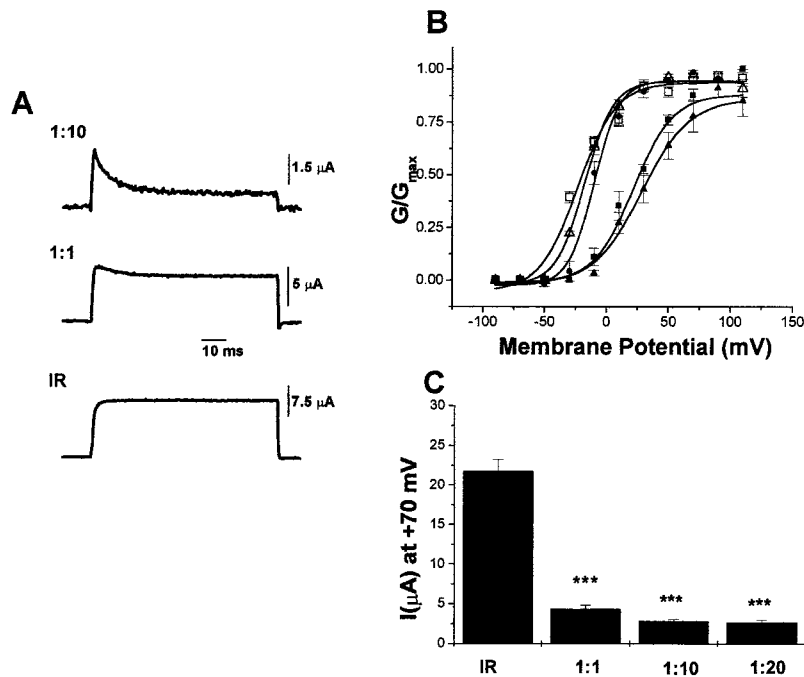 A
1:10
1.5 µA
1:1
5 µA
10 ms
IR
7.5 µA
B
G/Gmax
1.00
0.75
0.50
0.25
0.00
-100
-50
0
50
100
150
Membrane Potential (mV)
C
I(µA) at +70 mV
30
25
20
15
10
5
0
***
***
***
IR
1:1
1:10
1:20